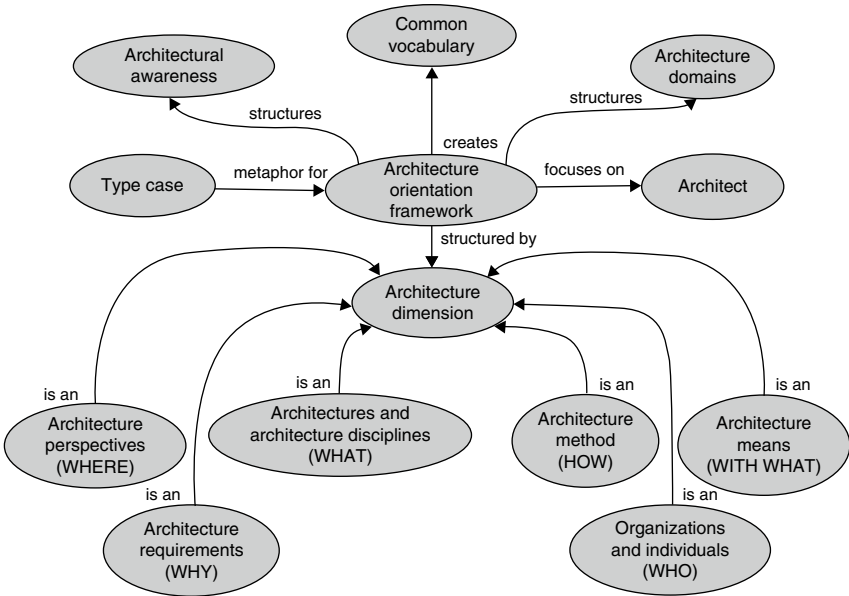 Common
vocabulary
Architectural
awareness
Architecture
domains
structures
structures
creates
Type case
metaphor for
Architecture
orientation
framework
focuses on
Architect
structured by
Architecture
dimension
is an
Architecture
perspectives
(WHERE)
is an
Architectures and
architecture disciplines
(WHAT)
is an
Architecture
method
(HOW)
is an
Architecture
means
(WITH WHAT)
is an
Architecture
requirements
(WHY)
is an
Organizations
and individuals
(WHO)